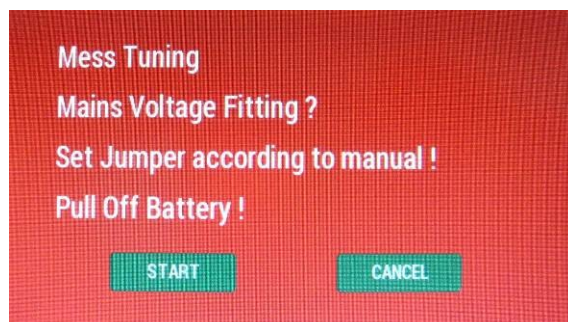 Mess Tuning
Mains Voltage Fitting ?
Set Jumper according to manual !
Pull Off Battery !
START
CANCEL